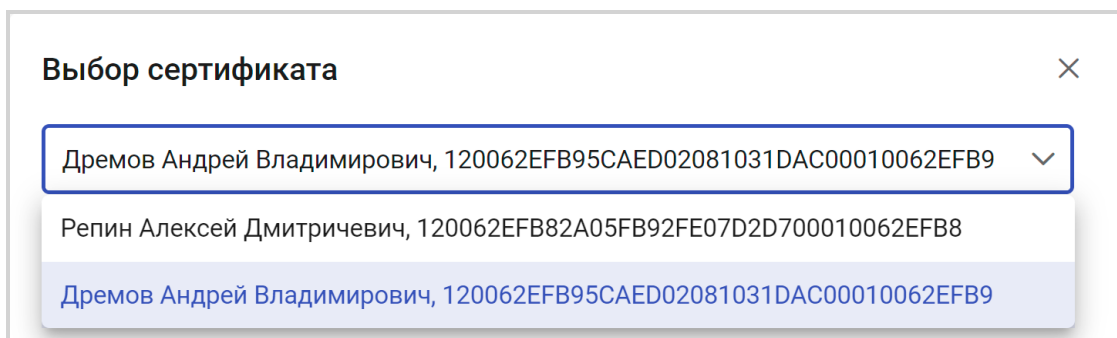 Выбор сертификата
Дремов Андрей Владимирович, 120062EFB95CAED02081031DAC00010062EFB9
Репин Алексей Дмитричевич, 120062EFB82A05FB92FE07D2D700010062EFB8
Дремов Андрей Владимирович, 120062EFB95CAED02081031DAC00010062EFB9